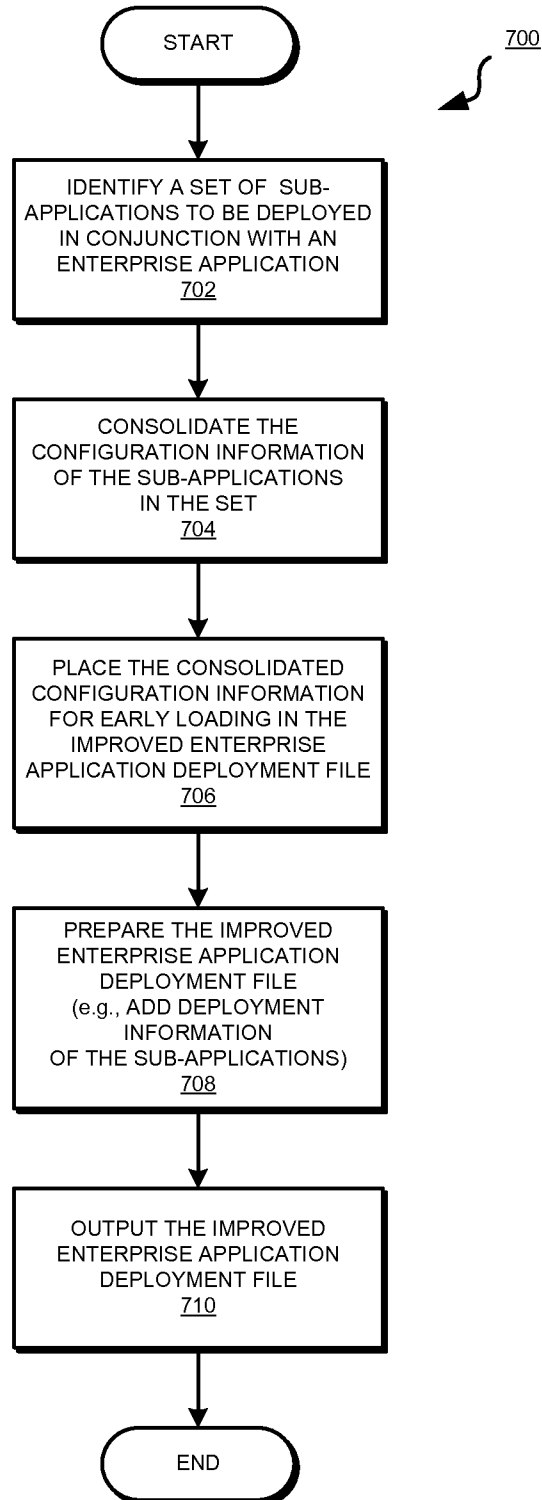 START
700
IDENTIFY A SET OF SUB-
APPLICATIONS TO BE DEPLOYED
IN CONJUNCTION WITH AN
ENTERPRISE APPLICATION
702
CONSOLIDATE THE
CONFIGURATION INFORMATION
OF THE SUB-APPLICATIONS
IN THE SET
704
PLACE THE CONSOLIDATED
CONFIGURATION INFORMATION
FOR EARLY LOADING IN THE
IMPROVED ENTERPRISE
APPLICATION DEPLOYMENT FILE
706
PREPARE THE IMPROVED
ENTERPRISE APPLICATION
DEPLOYMENT FILE
(e.g., ADD DEPLOYMENT
INFORMATION
OF THE SUB-APPLICATIONS)
708
OUTPUT THE IMPROVED
ENTERPRISE APPLICATION
DEPLOYMENT FILE
710
END